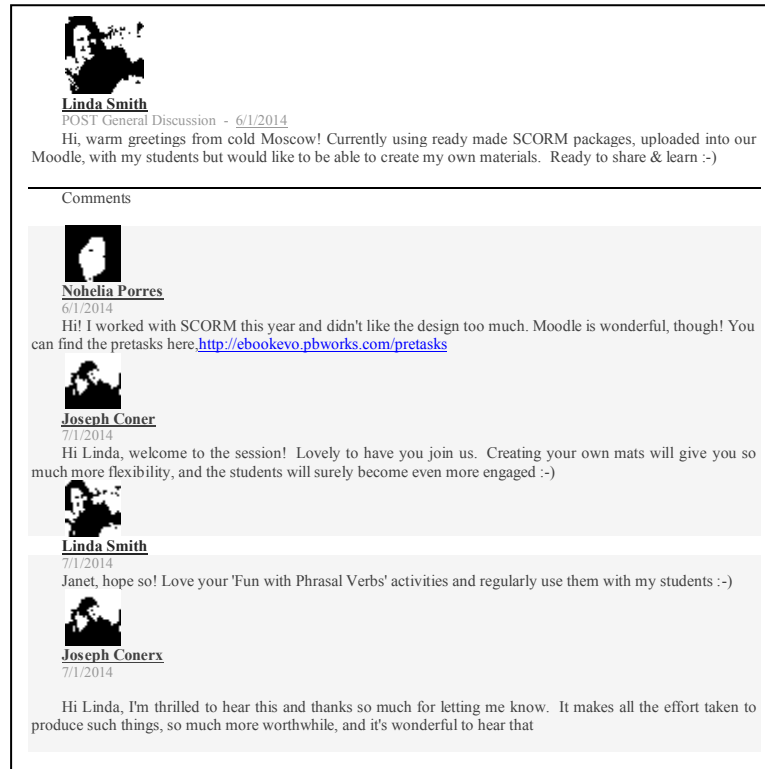 Linda Smith
POST General Discussion - 6/1/2014
Hi, warm greetings from cold Moscow! Currently using ready made SCORM packages, uploaded into our
Moodle, with my students but would like to be able to create my own materials. Ready to share & learn :-)
Comments
Nohelia Porres
6/1/2014
Hi! I worked with SCORM this year and didn't like the design too much. Moodle is wonderful, though! You
can find the pretasks here,http://ebookevo.pbworks.com/pretasks
Joseph Coner
7/1/2014
Hi Linda, welcome to the session! Lovely to have you join us. Creating your own mats will give you so
much more flexibility, and the students will surely become even more engaged :-)
Linda Smith
7/1/2014
Janet, hope so! Love your 'Fun with Phrasal Verbs' activities and regularly use them with my students :-)
Joseph Conerx
7/1/2014
Hi Linda, I'm thrilled to hear this and thanks so much for letting me know. It makes all the effort taken to
produce such things, so much more worthwhile, and it's wonderful to hear that